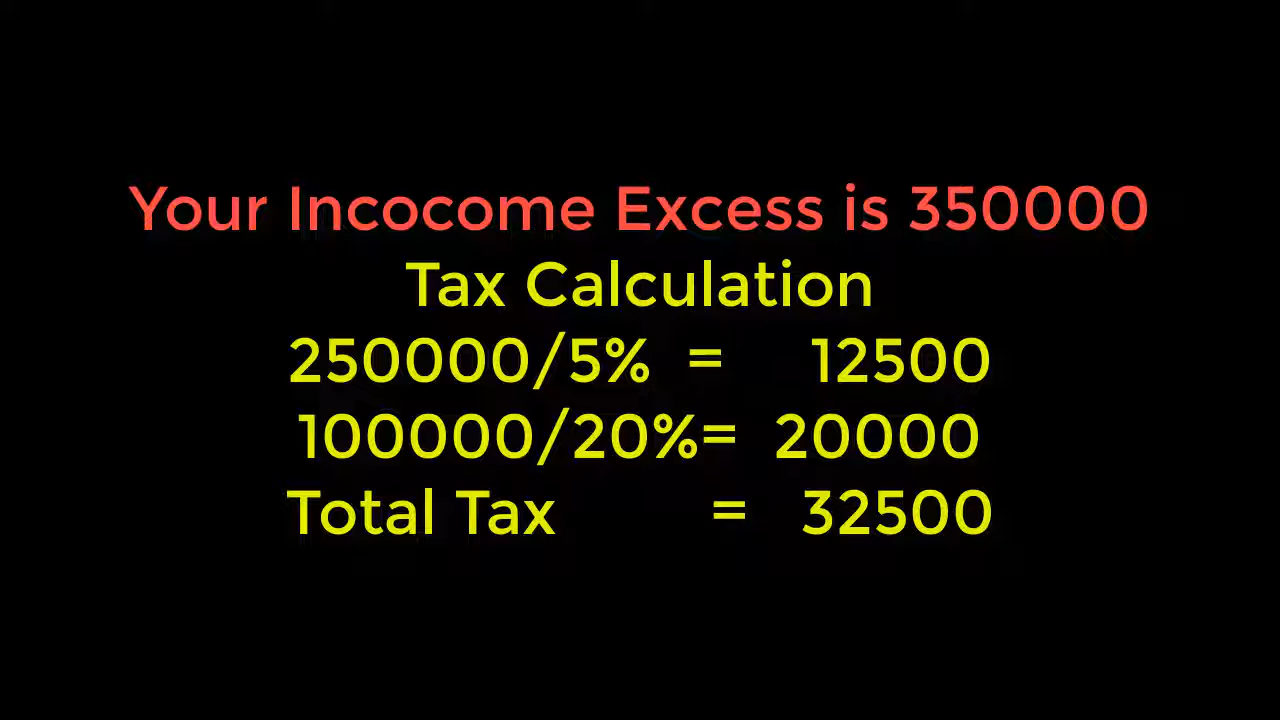 Your Incocome Excess is 350000
Tax Calculation
250000/5% = 12500
100000/20%= 20000
Total Tax = 32500